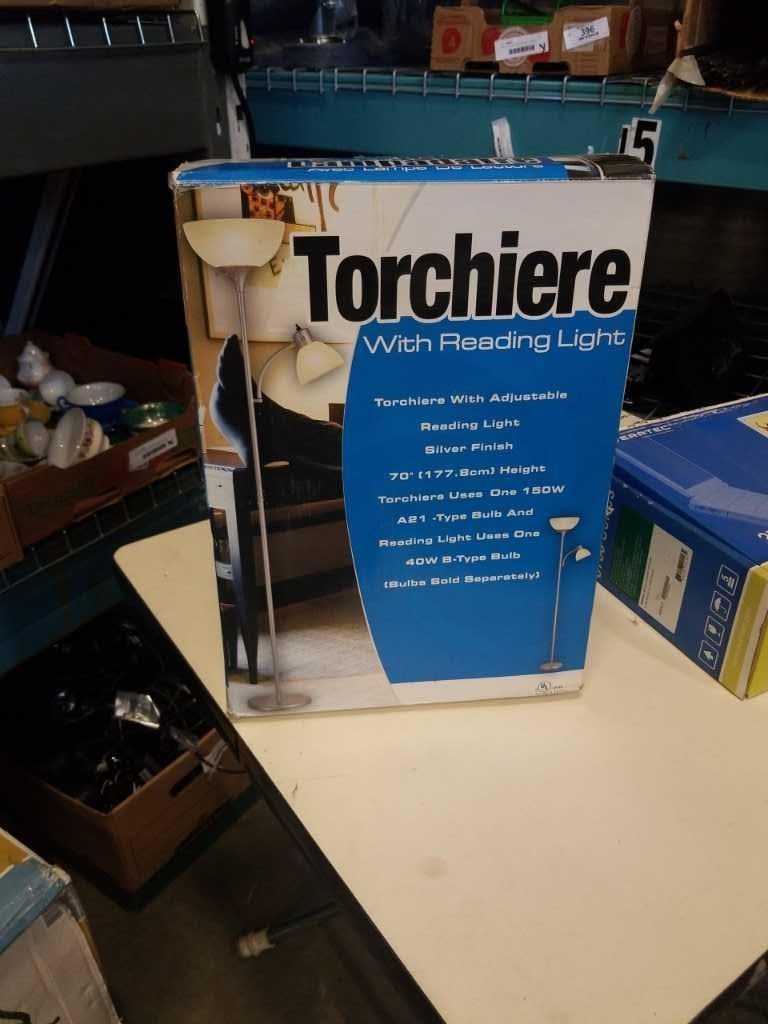 396
15
Avec Lampe De Lecture
Torchiere
With Reading Light
Torchiere With Adjustable
Reading Light
Silver Finish
70" (177.8cm) Height
Torchiere Uses One 150W
A21 -Type Bulb And
Reading Light Uses One
40W B-Type Bulb
(Bulbs Sold Separately)
UL